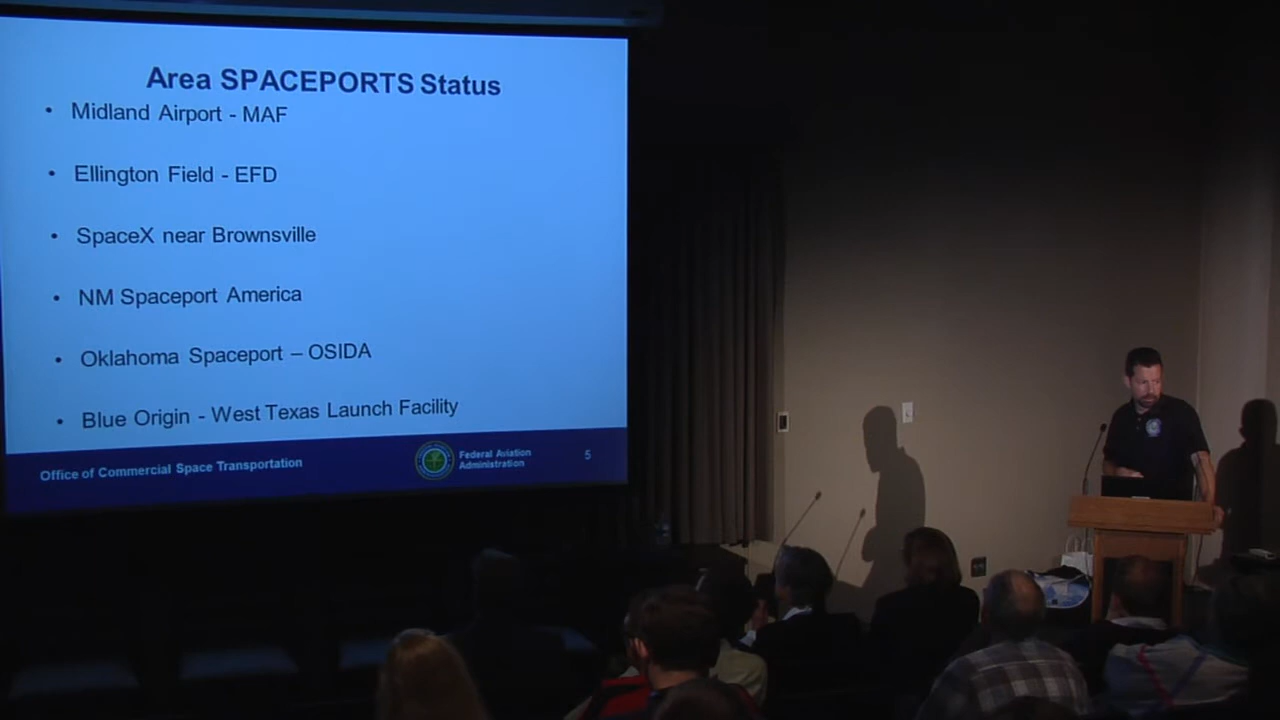 Area SPACEPORTS Status
• Midland Airport - MAF
• Ellington Field - EFD
• SpaceX near Brownsville
• NM Spaceport America
• Oklahoma Spaceport – OSIDA
• Blue Origin - West Texas Launch Facility
Office of Commercial Space Transportation
Federal Aviation
Administration
5